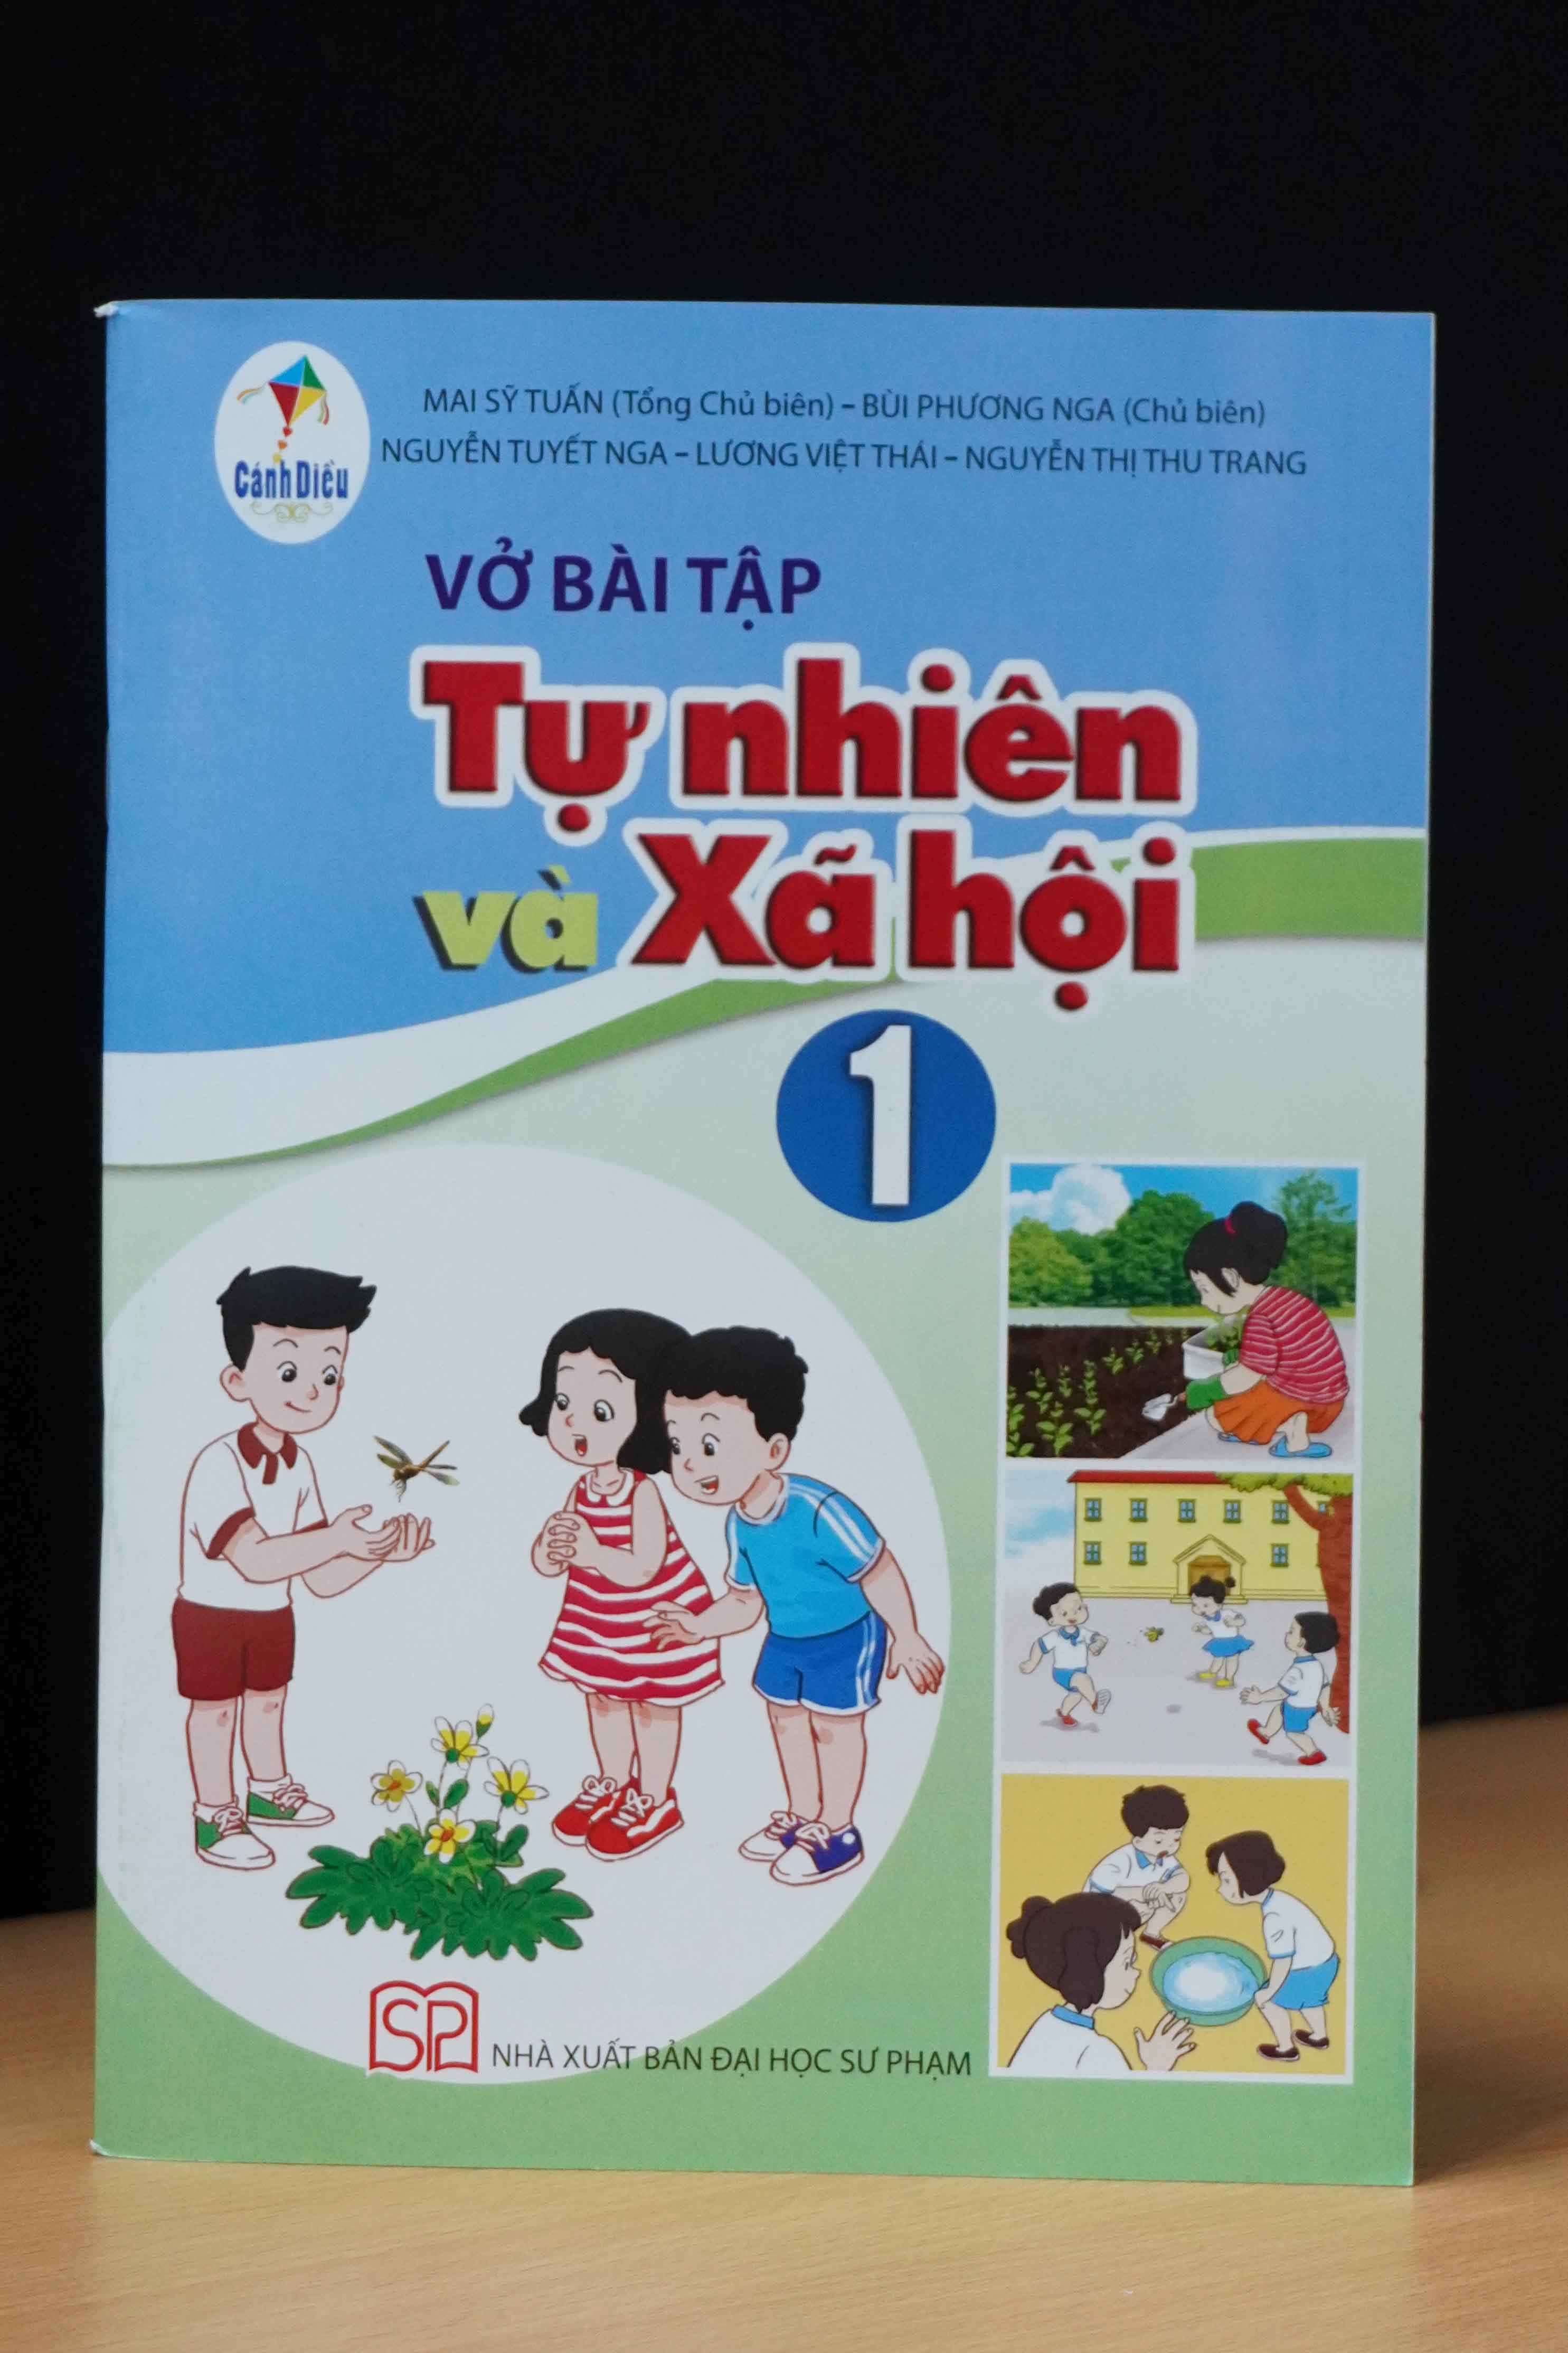 Cánh Diều
MAI SỸ TUẤN (Tổng Chủ biên) – BÙI PHƯƠNG NGA (Chủ biên)
NGUYỄN TUYẾT NGA – LƯƠNG VIỆT THÁI – NGUYỄN THỊ THU TRANG
VỞ BÀI TẬP
Tự nhiên
và Xã hội
1
SP NHÀ XUẤT BẢN ĐẠI HỌC SƯ PHẠM